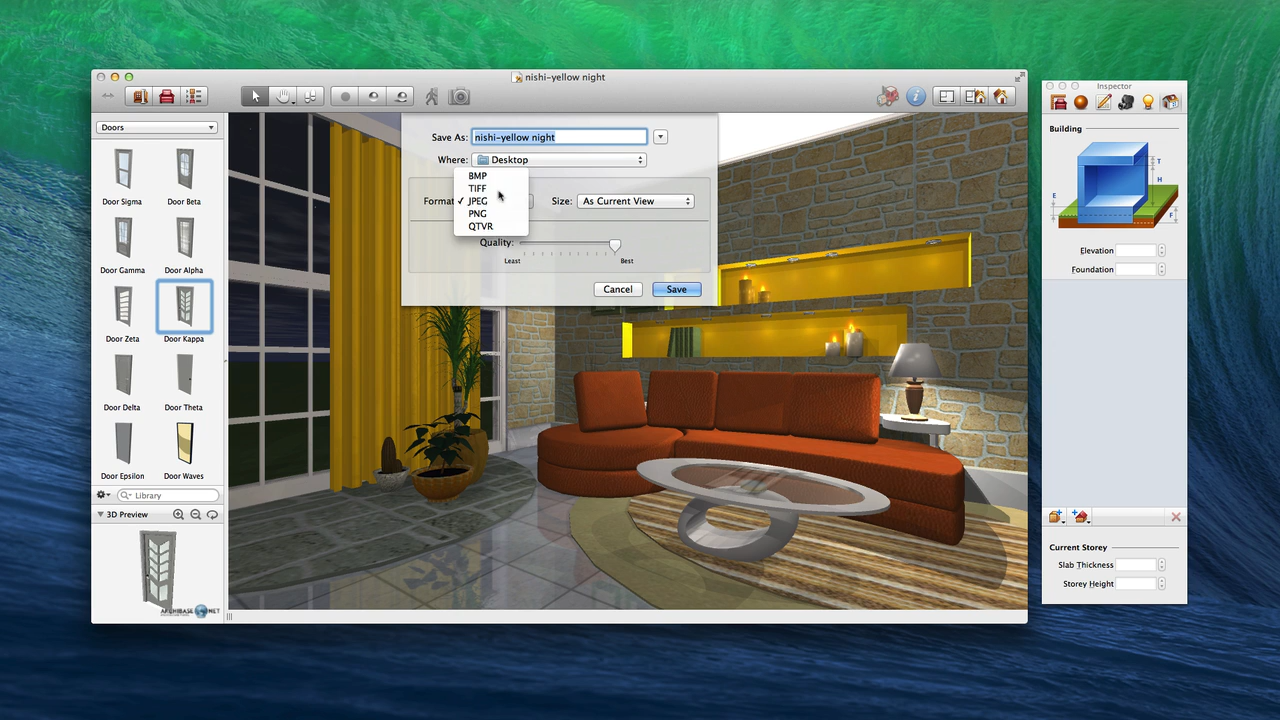 nishi-yellow night
Inspector
Doors
Door Sigma
Door Beta
Door Gamma
Door Alpha
Door Zeta
Door Kappa
Door Delta
Door Theta
Door Epsilon
Door Waves
Library
3D Preview
ARCHIBASE NET
Save As: nishi-yellow night
Where: Desktop
BMP
TIFF
Format ✓ JPEG
PNG
QTVR
Size: As Current View
Quality:
Least
Best
Cancel
Save
Building
T
H
E
F
Elevation
Foundation
Current Storey
Slab Thickness
Storey Height